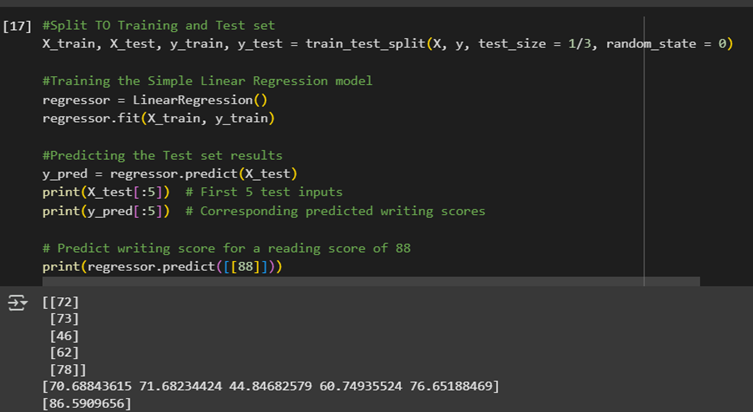 [17] #Split TO Training and Test set
X_train, X_test, y_train, y_test = train_test_split(X, y, test_size = 1/3, random_state = 0)
#Training the Simple Linear Regression model
regressor = LinearRegression()
regressor.fit(X_train, y_train)
#Predicting the Test set results
y_pred = regressor.predict(X_test)
print(X_test[:5])  # First 5 test inputs
print(y_pred[:5])  # Corresponding predicted writing scores
# Predict writing score for a reading score of 88
print(regressor.predict([[88]]))
[[72]
[73]
[46]
[62]
[78]]
[70.68843615 71.68234424 44.84682579 60.74935524 76.65188469]
[86.5909656]